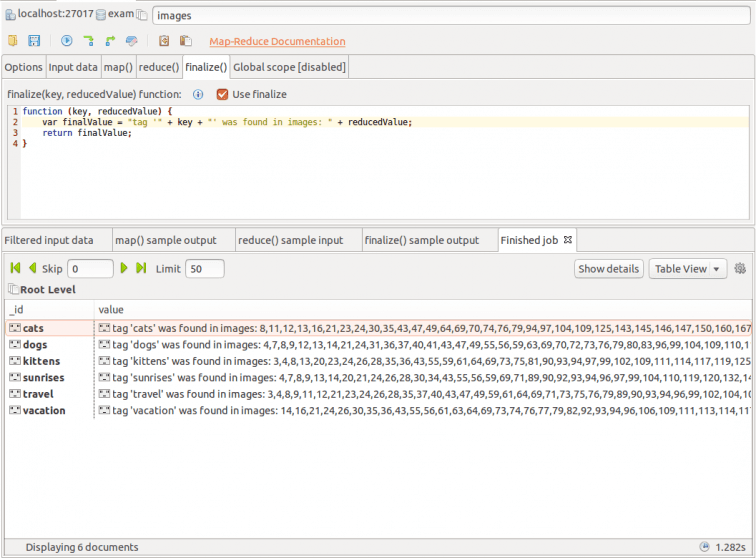 localhost:27017 exam images
Map-Reduce Documentation
Options Input data map() reduce() finalize() Global scope [disabled]
finalize(key, reducedValue) function: Use finalize
1 function (key, reducedValue) {
2 var finalValue = "tag '" + key + "' was found in images: " + reducedValue;
3 return finalValue;
4 }
Filtered input data map() sample output reduce() sample input finalize() sample output Finished job
Skip 0 Limit 50 Show details Table View
Root Level
_id value
cats tag 'cats' was found in images: 8,11,12,13,16,21,23,24,30,35,43,47,49,64,69,70,74,76,79,94,97,104,109,125,143,145,146,147,150,160,167
dogs tag 'dogs' was found in images: 4,7,8,9,12,13,14,21,24,31,36,37,40,41,43,47,49,55,56,59,63,69,70,72,73,76,79,80,83,96,99,104,109,110,1
kittens tag 'kittens' was found in images: 3,4,8,13,20,23,24,26,28,35,36,43,55,59,61,64,69,73,75,81,90,93,94,97,99,102,109,111,114,117,119,125
sunrises tag 'sunrises' was found in images: 4,7,8,9,13,14,20,21,24,26,28,30,34,43,55,56,59,69,71,89,90,92,93,94,96,97,99,104,110,119,120,132,14
travel tag 'travel' was found in images: 3,4,8,9,11,12,21,23,24,26,28,35,37,40,43,47,49,59,61,64,69,71,73,75,76,79,89,90,93,94,96,99,102,104,10
vacation tag 'vacation' was found in images: 14,16,21,24,26,30,35,36,43,55,56,61,63,64,69,73,74,76,77,79,82,92,93,94,96,106,109,111,113,114,11
Displaying 6 documents 1.282s